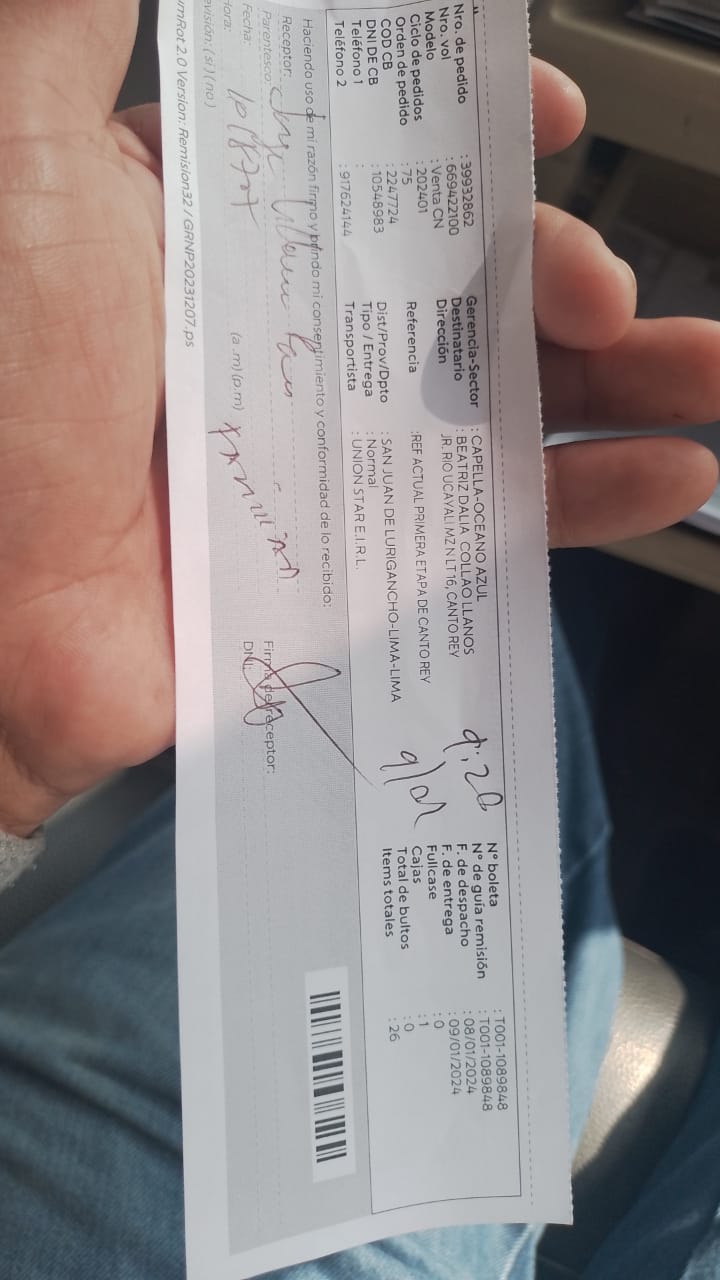 Nro. de pedido : 39932862
Nro. vol : 669422100
Modelo : Venta CN
Ciclo de pedidos : 202401
Orden de pedido : 75
COD CB : 2247724
DNI DE CB : 10548983
Teléfono 1 :
Teléfono 2 : 917624144
Gerencia-Sector : CAPELLA-OCEANO AZUL
Destinatario : BEATRIZ DALIA COLLAO LLANOS
Dirección : JR. RIO UCAYALI MZ N LT 16, CANTO REY
Referencia :REF ACTUAL PRIMERA ETAPA DE CANTO REY
Dist/Prov/Dpto : SAN JUAN DE LURIGANCHO-LIMA-LIMA
Tipo / Entrega : Normal
Transportista : UNION STAR E.I.R.L.
N° boleta : T001-1089848
N° de guía remisión : T001-1089848
F. de despacho : 08/01/2024
F. de entrega : 09/01/2024
Fullcase : 0
Cajas : 1
Total de bultos : 0
Items totales : 26
Haciendo uso de mi razón firmo y brindo mi consentimiento y conformidad de lo recibido:
Receptor:
Parentesco:
Fecha:
(a.m)(p.m)
Firma del receptor:
DNI:
(si)(no)
2.0 Version: Remision32 / GRNP20231207.ps